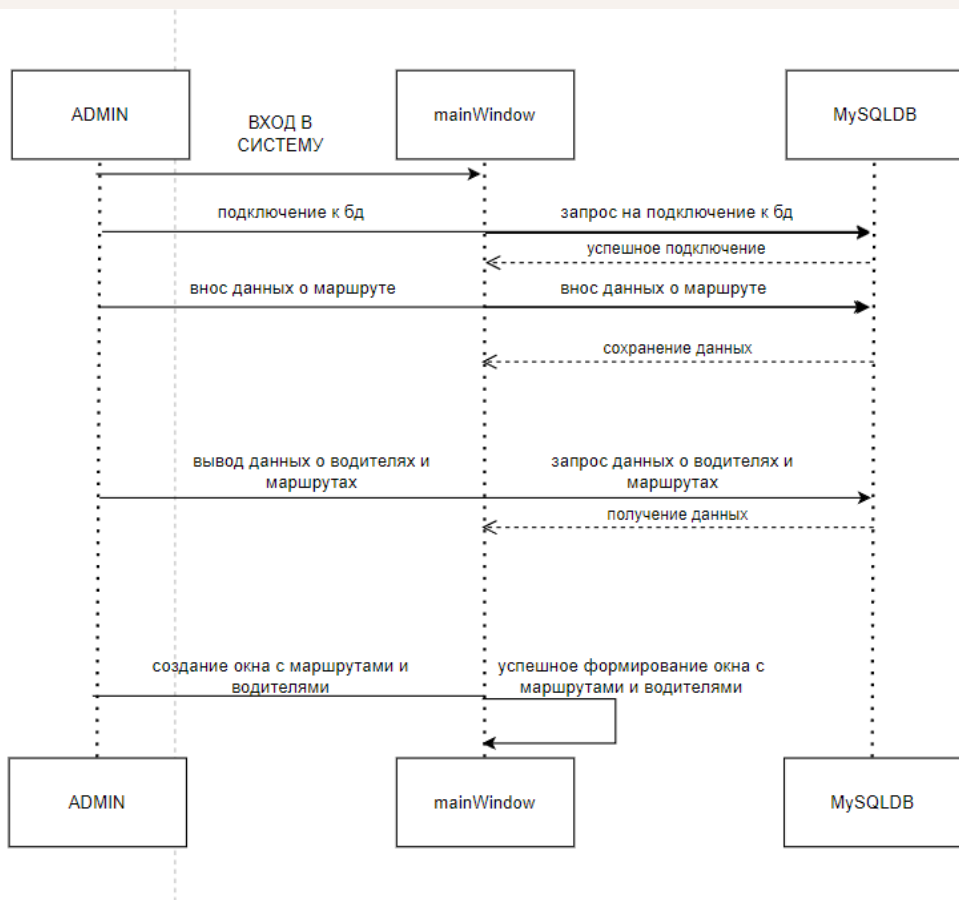 ADMIN
mainWindow
MySQLDB
ВХОД В
СИСТЕМУ
подключение к бд
запрос на подключение к бд
успешное подключение
внос данных о маршруте
внос данных о маршруте
сохранение данных
вывод данных о водителях и
маршрутах
запрос данных о водителях и
маршрутах
получение данных
создание окна с маршрутами и
водителями
успешное формирование окна с
маршрутами и водителями
ADMIN
mainWindow
MySQLDB